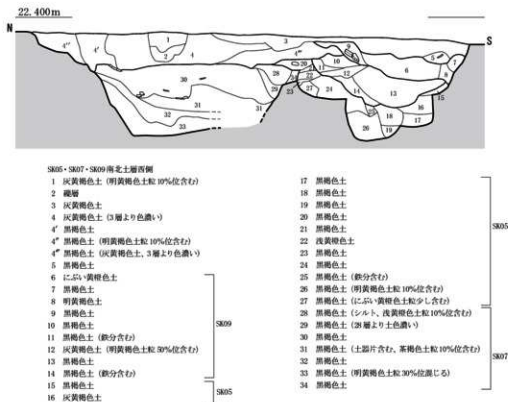 22.400m
N
S
SK05・SK07・SK09南北土層西側
1 灰黄褐色土（明黄褐色土粒10%位含む）
2 礫層
3 灰黄褐色土
4 灰黄褐色土（3層より色濃い）
4' 黒褐色土
4" 黒褐色土（明黄褐色土粒10%位含む）
4‴ 黒褐色土（灰黄褐色土，3層より色濃い）
5 黒褐色土
6 にぶい黄橙色土
7 黒褐色土
8 明黄褐色土
9 黒褐色土
10 黒褐色土
11 黒褐色土（鉄分含む）
12 灰黄褐色土（明黄褐色土粒50%位含む）
13 黒褐色土
14 黒褐色土（鉄分含む）
SK09
15 黒褐色土
16 灰黄褐色土
SK05
17 黒褐色土
18 黒褐色土
19 黒褐色土
20 黒褐色土
21 黒褐色土
22 浅黄橙色土
23 黒褐色土
24 黒褐色土
25 黒褐色土（鉄分含む）
26 黒褐色土（明黄褐色土粒10%位含む）
27 黒褐色土（にぶい黄橙色土粒少し含む）
SK05
28 黒褐色土（シルト、浅黄橙色土粒10%位含む）
29 黒褐色土（28層より土色濃い）
30 黒褐色土
31 黒褐色土（土器片含む、茶褐色土粒10%位含む）
32 黒褐色土
33 黒褐色土（明黄褐色土粒30%位混じる）
34 黒褐色土
SK07